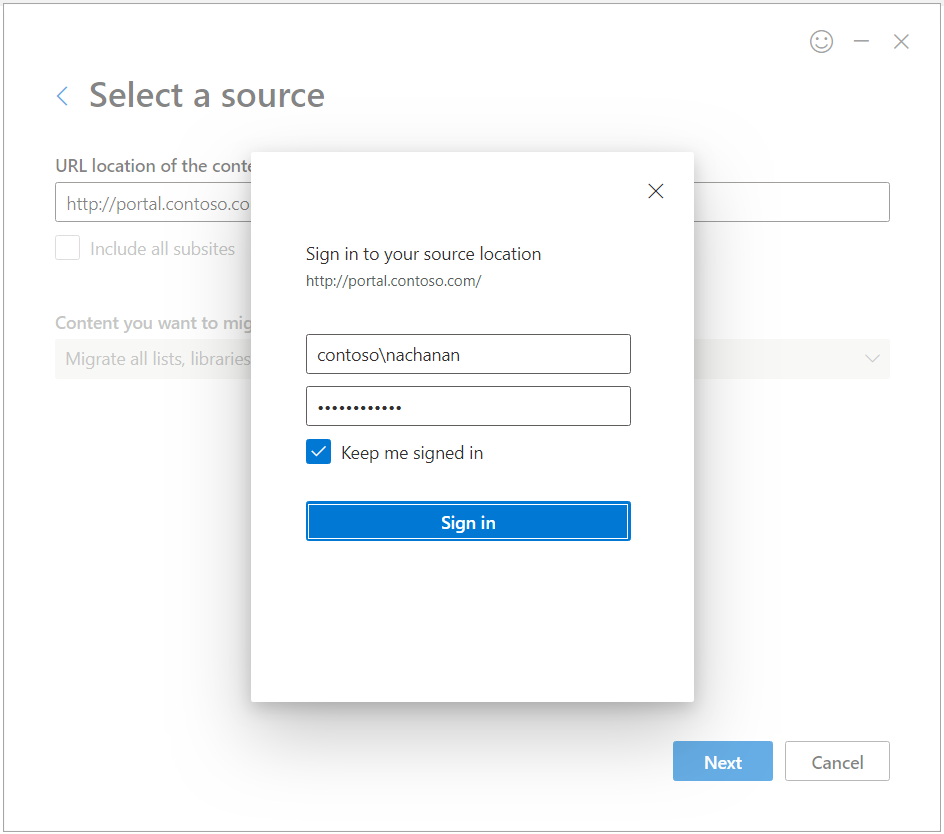 Select a source
URL location of the conte
http://portal.contoso.co
Include all subsites
Content you want to mig
Migrate all lists, libraries
Sign in to your source location
http://portal.contoso.com/
contoso\nachanan
••••••••••••
Keep me signed in
Sign in
Next
Cancel